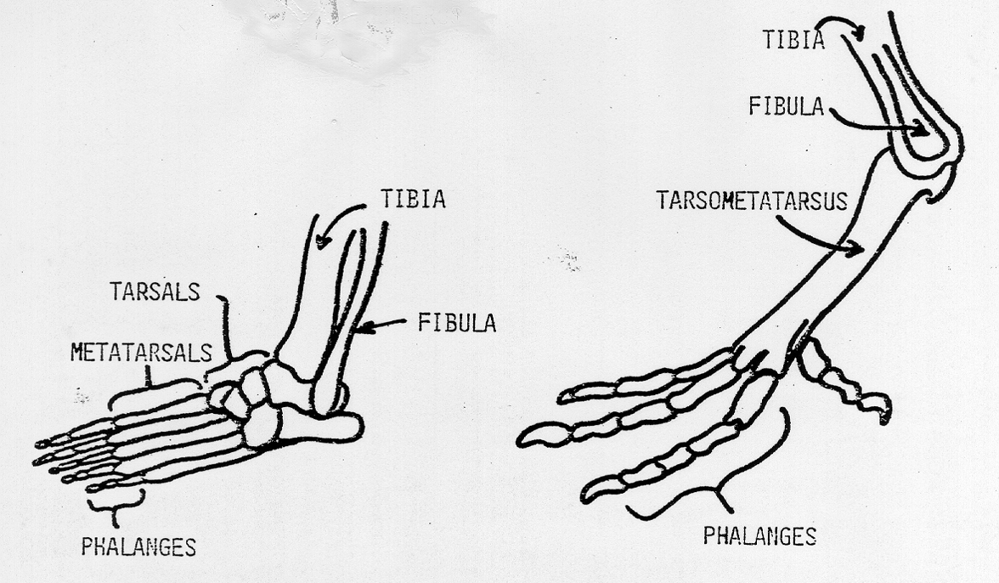 TIBIA
TARSALS
FIBULA
METATARSALS
PHALANGES
TIBIA
FIBULA
TARSOMETATARSUS
PHALANGES